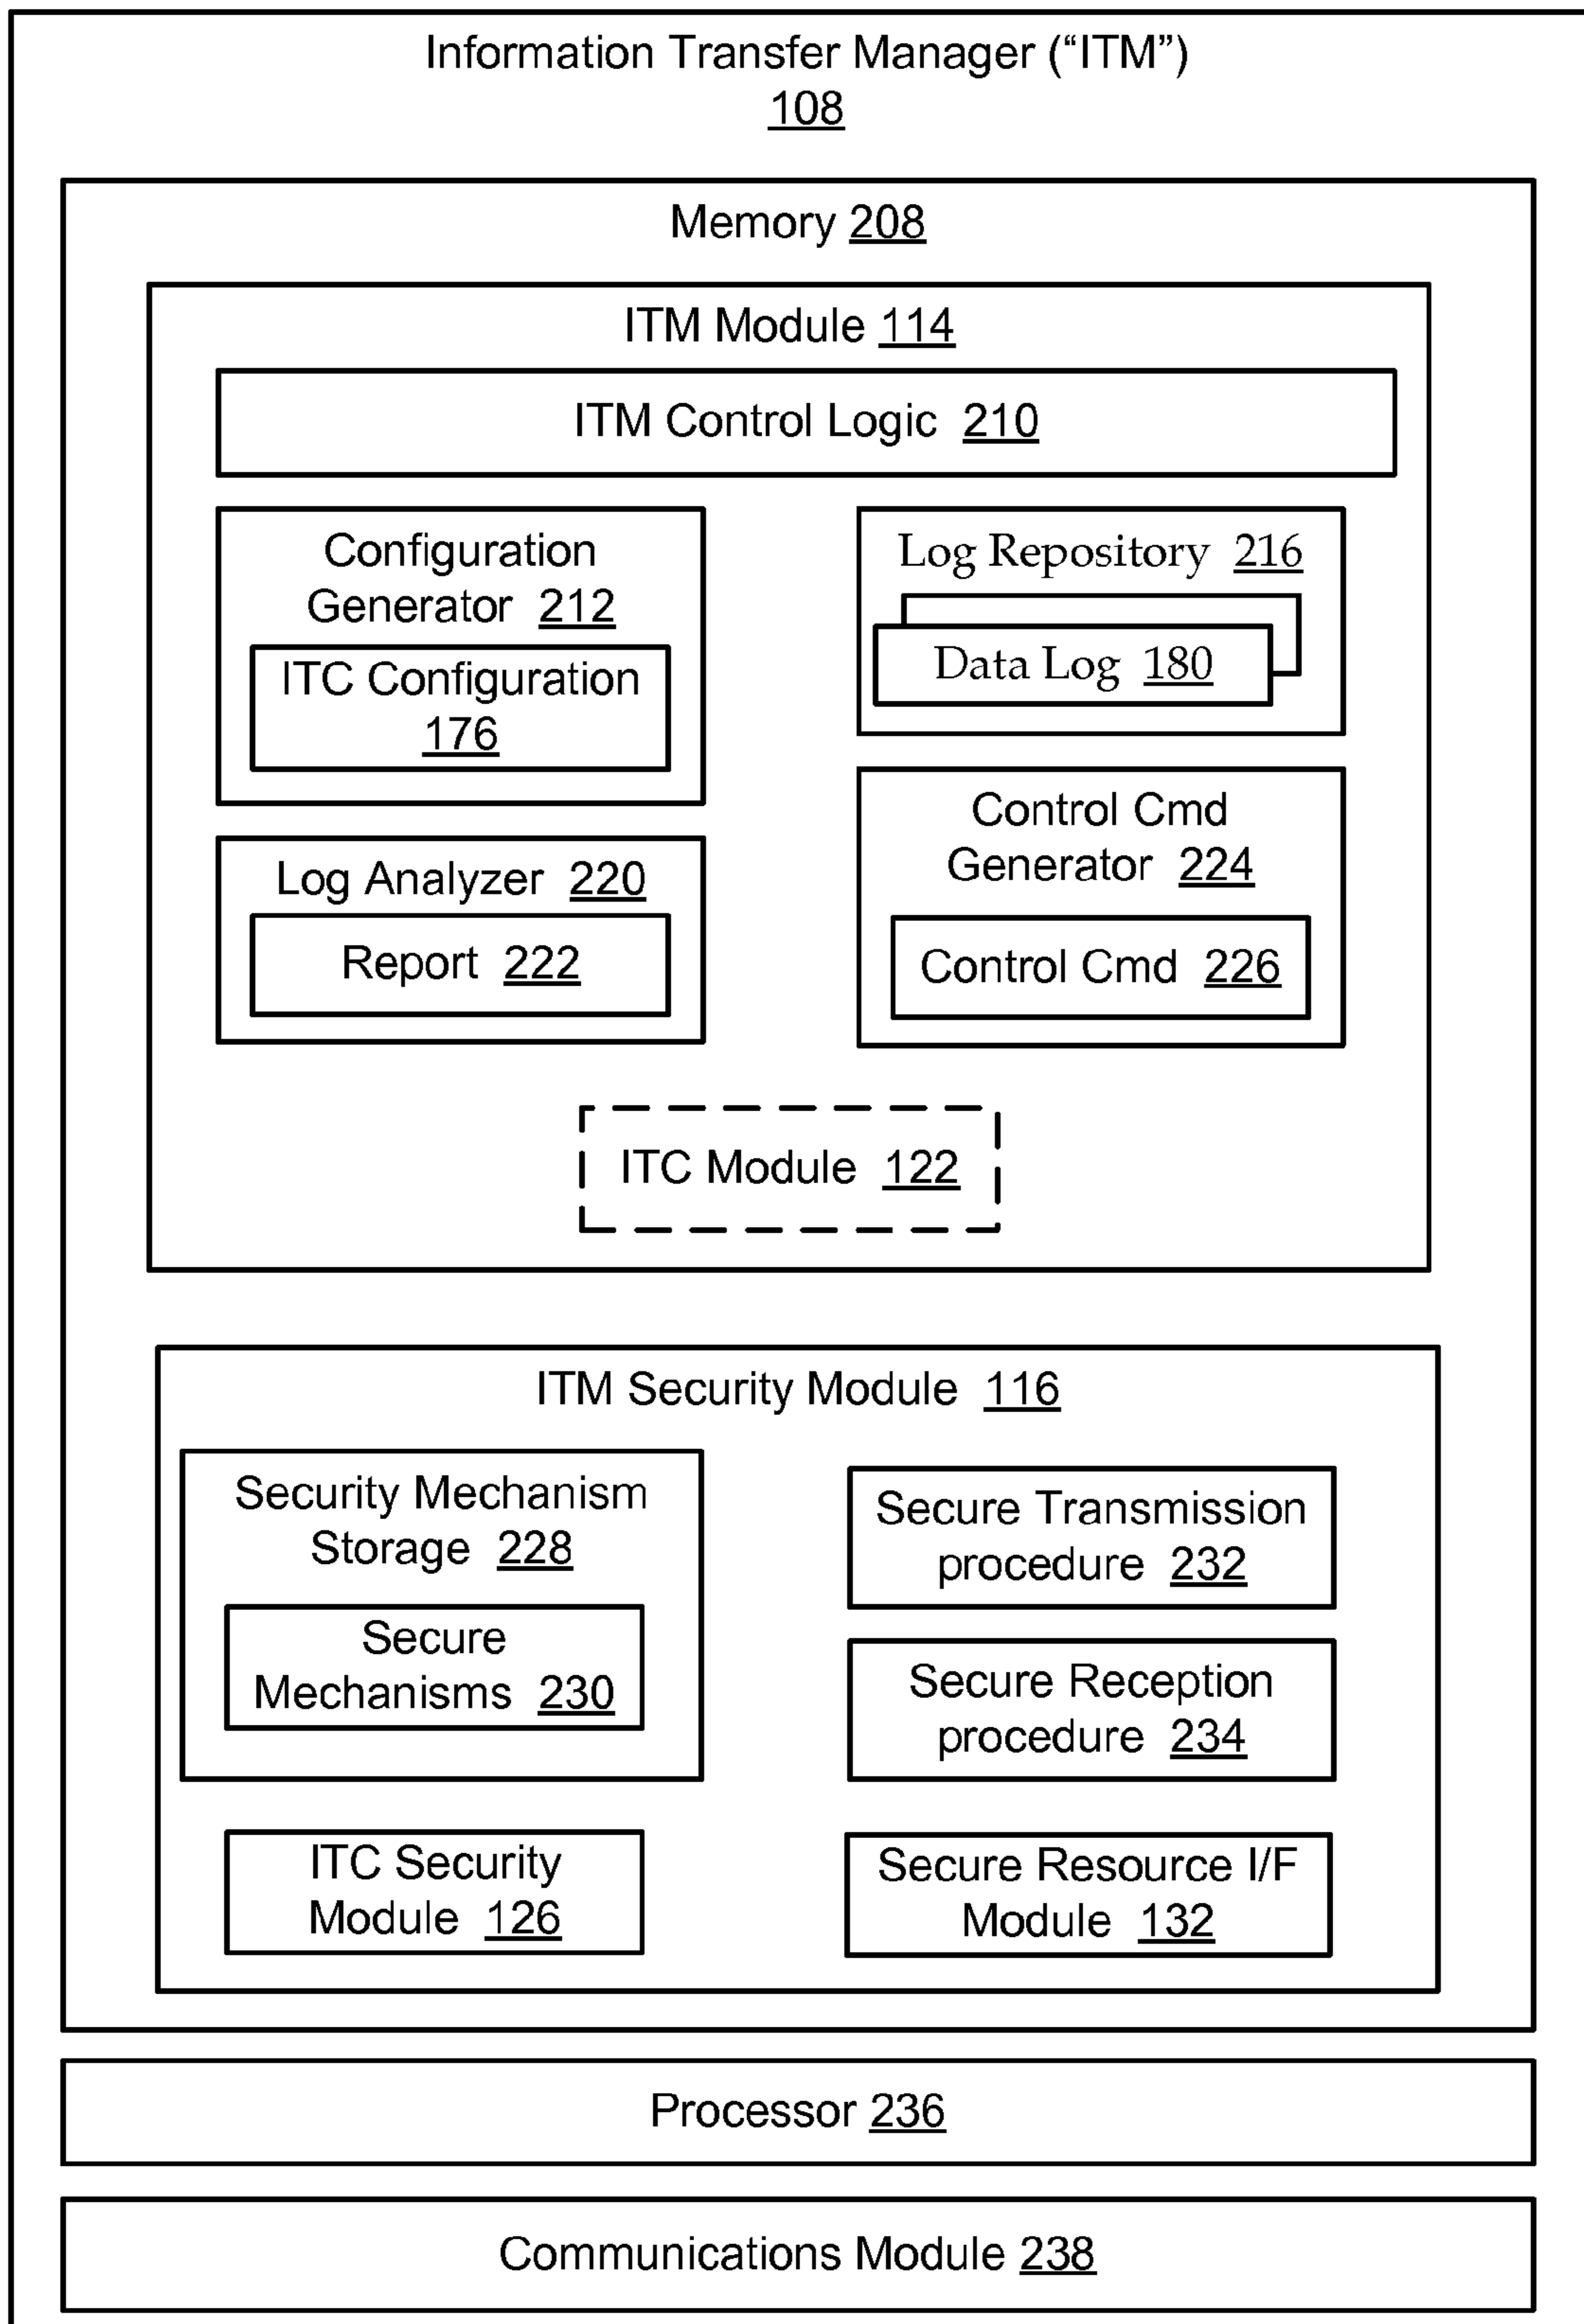 Information Transfer Manager (“ITM”)
108
Memory 208
ITM Module 114
ITM Control Logic 210
Configuration
Generator 212
ITC Configuration
176
Log Repository 216
Data Log 180
Log Analyzer 220
Report 222
Control Cmd
Generator 224
Control Cmd 226
ITC Module 122
ITM Security Module 116
Security Mechanism
Storage 228
Secure
Mechanisms 230
Secure Transmission
procedure 232
Secure Reception
procedure 234
ITC Security
Module 126
Secure Resource I/F
Module 132
Processor 236
Communications Module 238